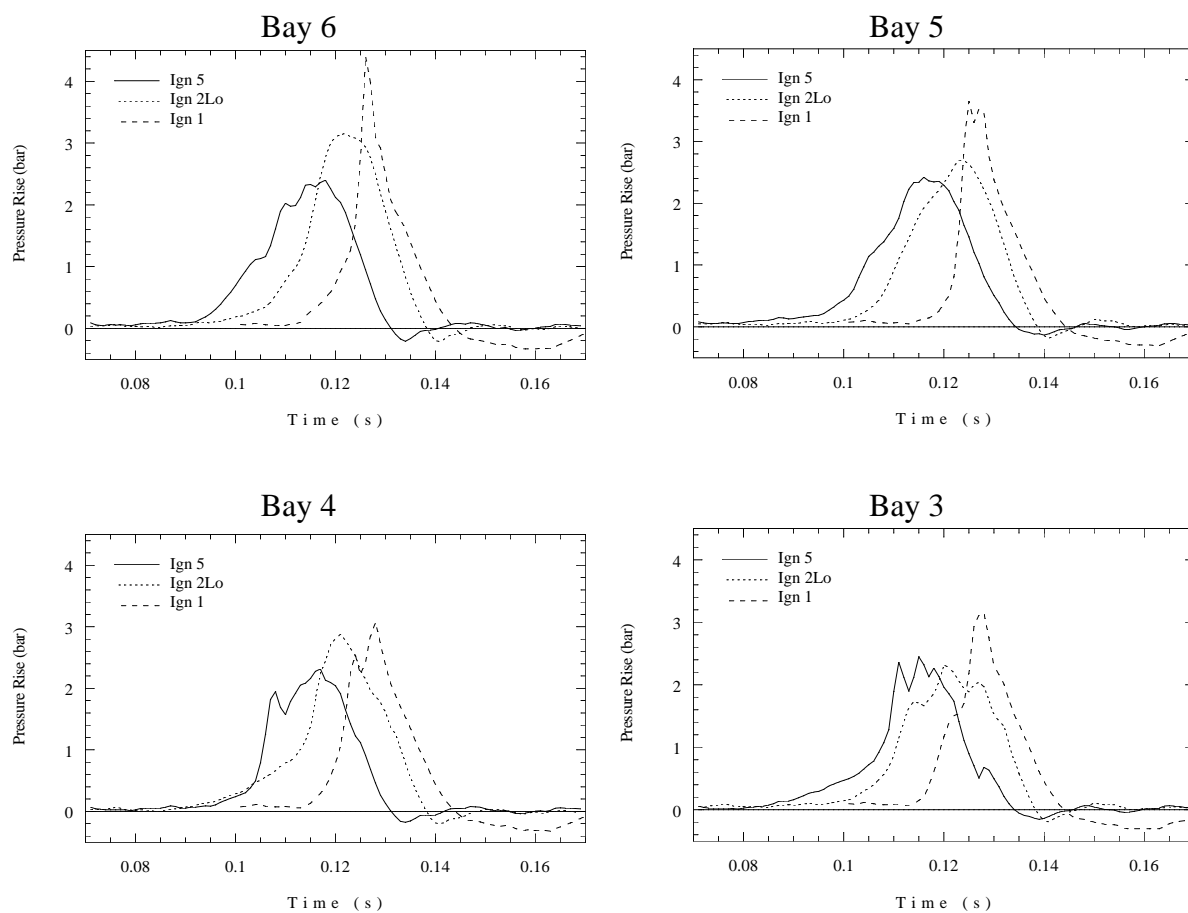 Bay 6
4
3
2
1
0
Pressure Rise (bar)
Ign 5
Ign 2Lo
Ign 1
0.08 0.1 0.12 0.14 0.16
Time (s)
Bay 5
4
3
2
1
0
Pressure Rise (bar)
Ign 5
Ign 2Lo
Ign 1
0.08 0.1 0.12 0.14 0.16
Time (s)
Bay 4
4
3
2
1
0
Pressure Rise (bar)
Ign 5
Ign 2Lo
Ign 1
0.08 0.1 0.12 0.14 0.16
Time (s)
Bay 3
4
3
2
1
0
Pressure Rise (bar)
Ign 5
Ign 2Lo
Ign 1
0.08 0.1 0.12 0.14 0.16
Time (s)